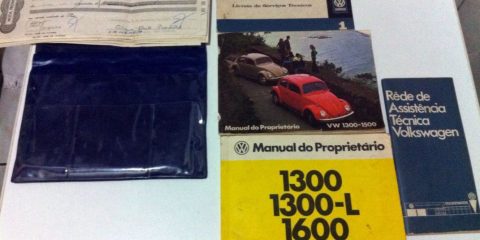 Livrete de Serviços Técnicos
1
Manual do Proprietário
VW 1300-1500
Manual do Proprietário
1300
1300-L
1600
Rêde de
Assistência
Técnica
Volkswagen